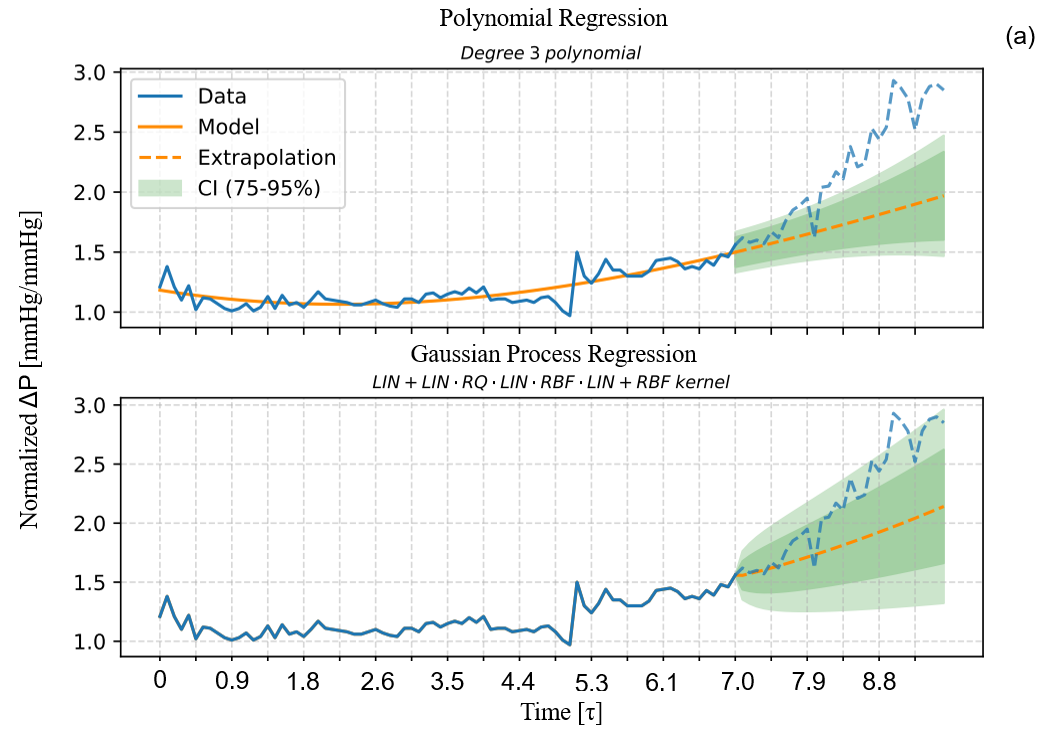 Polynomial Regression
(a)
Degree 3 polynomial
3.0
2.5
2.0
1.5
1.0
Data
Model
Extrapolation
CI (75-95%)
Normalized ΔP [mmHg/mmHg]
Gaussian Process Regression
LIN + LIN · RQ · LIN · RBF · LIN + RBF kernel
3.0
2.5
2.0
1.5
1.0
0 0.9 1.8 2.6 3.5 4.4 5.3 6.1 7.0 7.9 8.8
Time [τ]